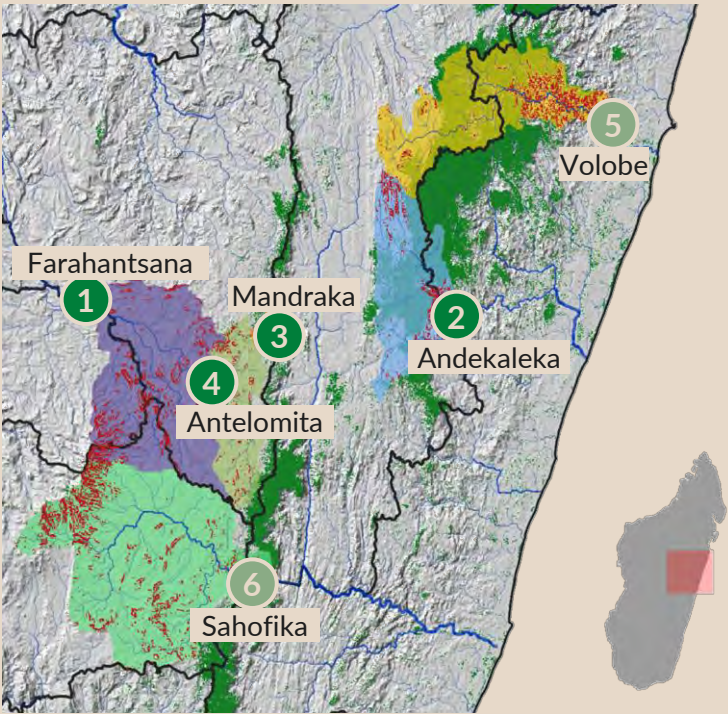 5
Volobe
Farahantsana
1
Mandraka
3
2
Andekaleka
4
Antelomita
6
Sahofika